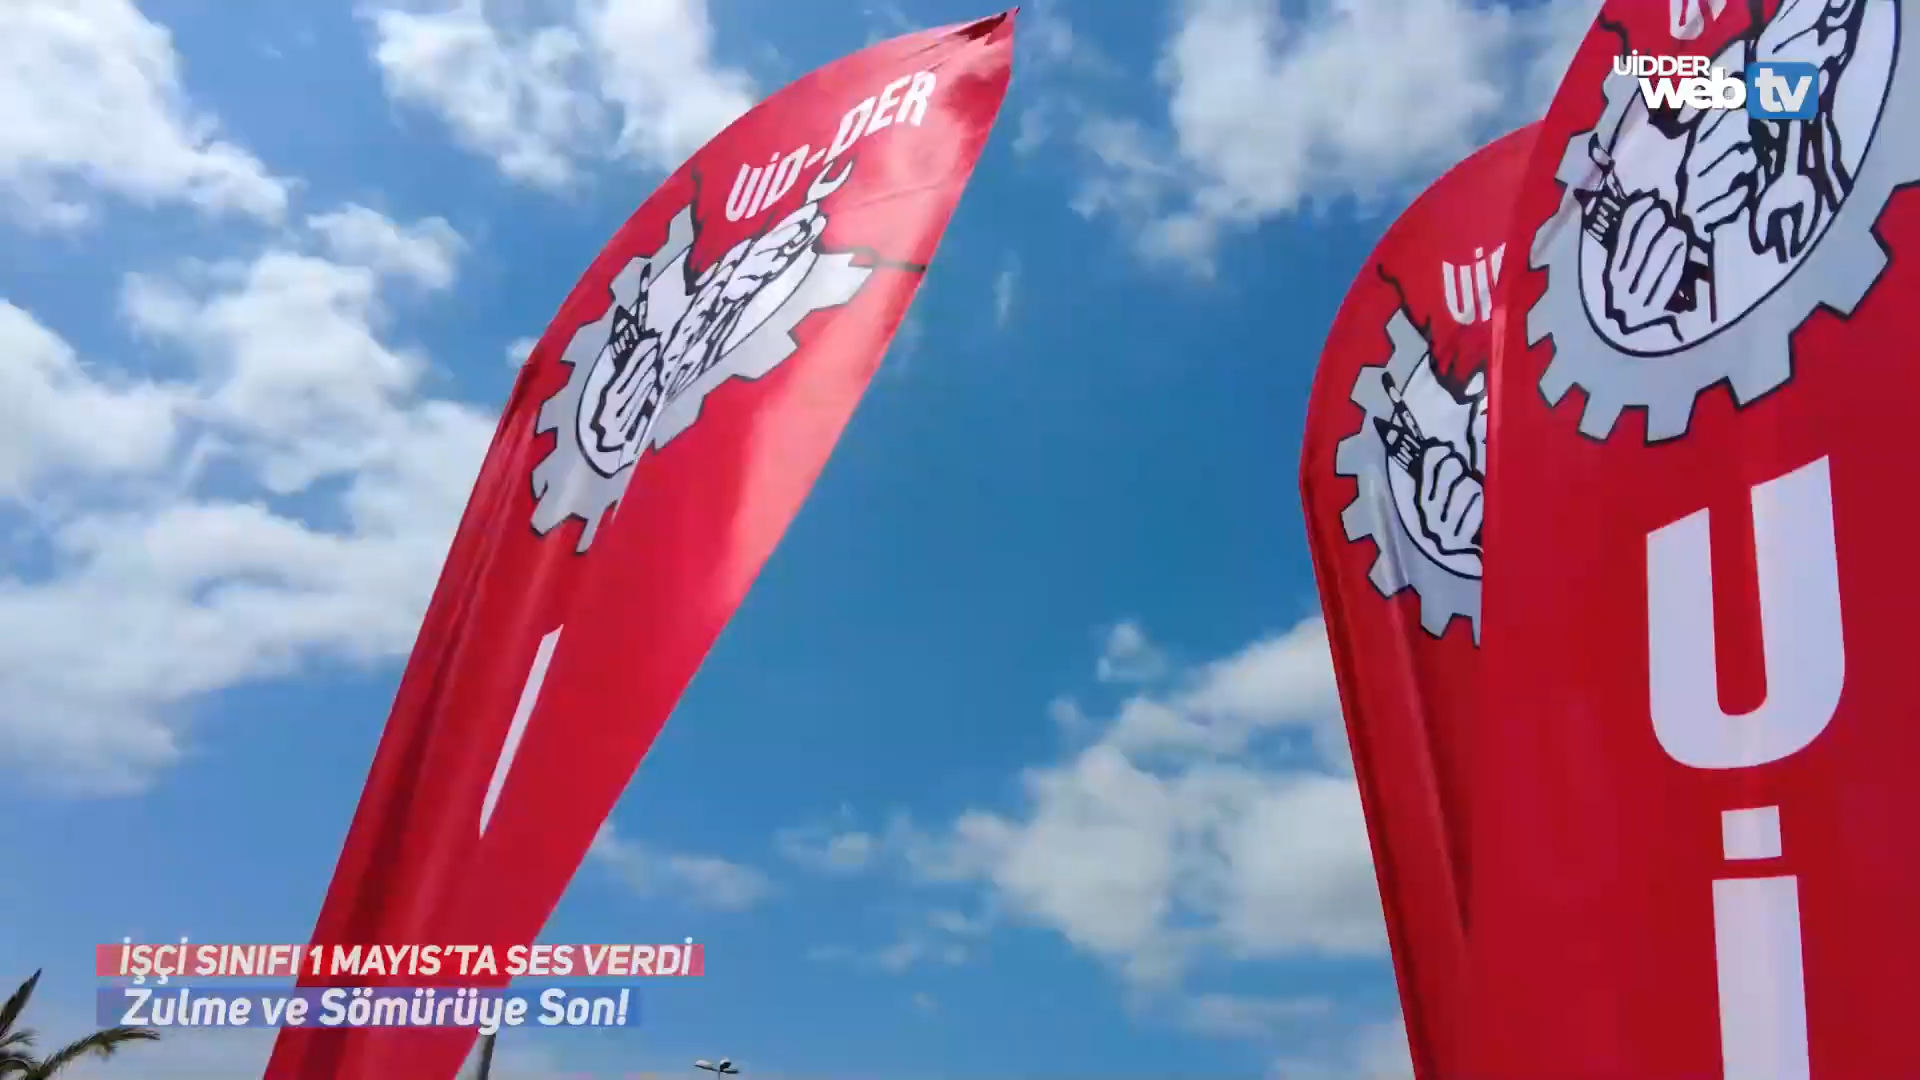 UİDDER
web tv
UİD-DER
Uİ
U
İ
İŞÇİ SINIFI 1 MAYIS'TA SES VERDİ
Zulme ve Sömürüye Son!